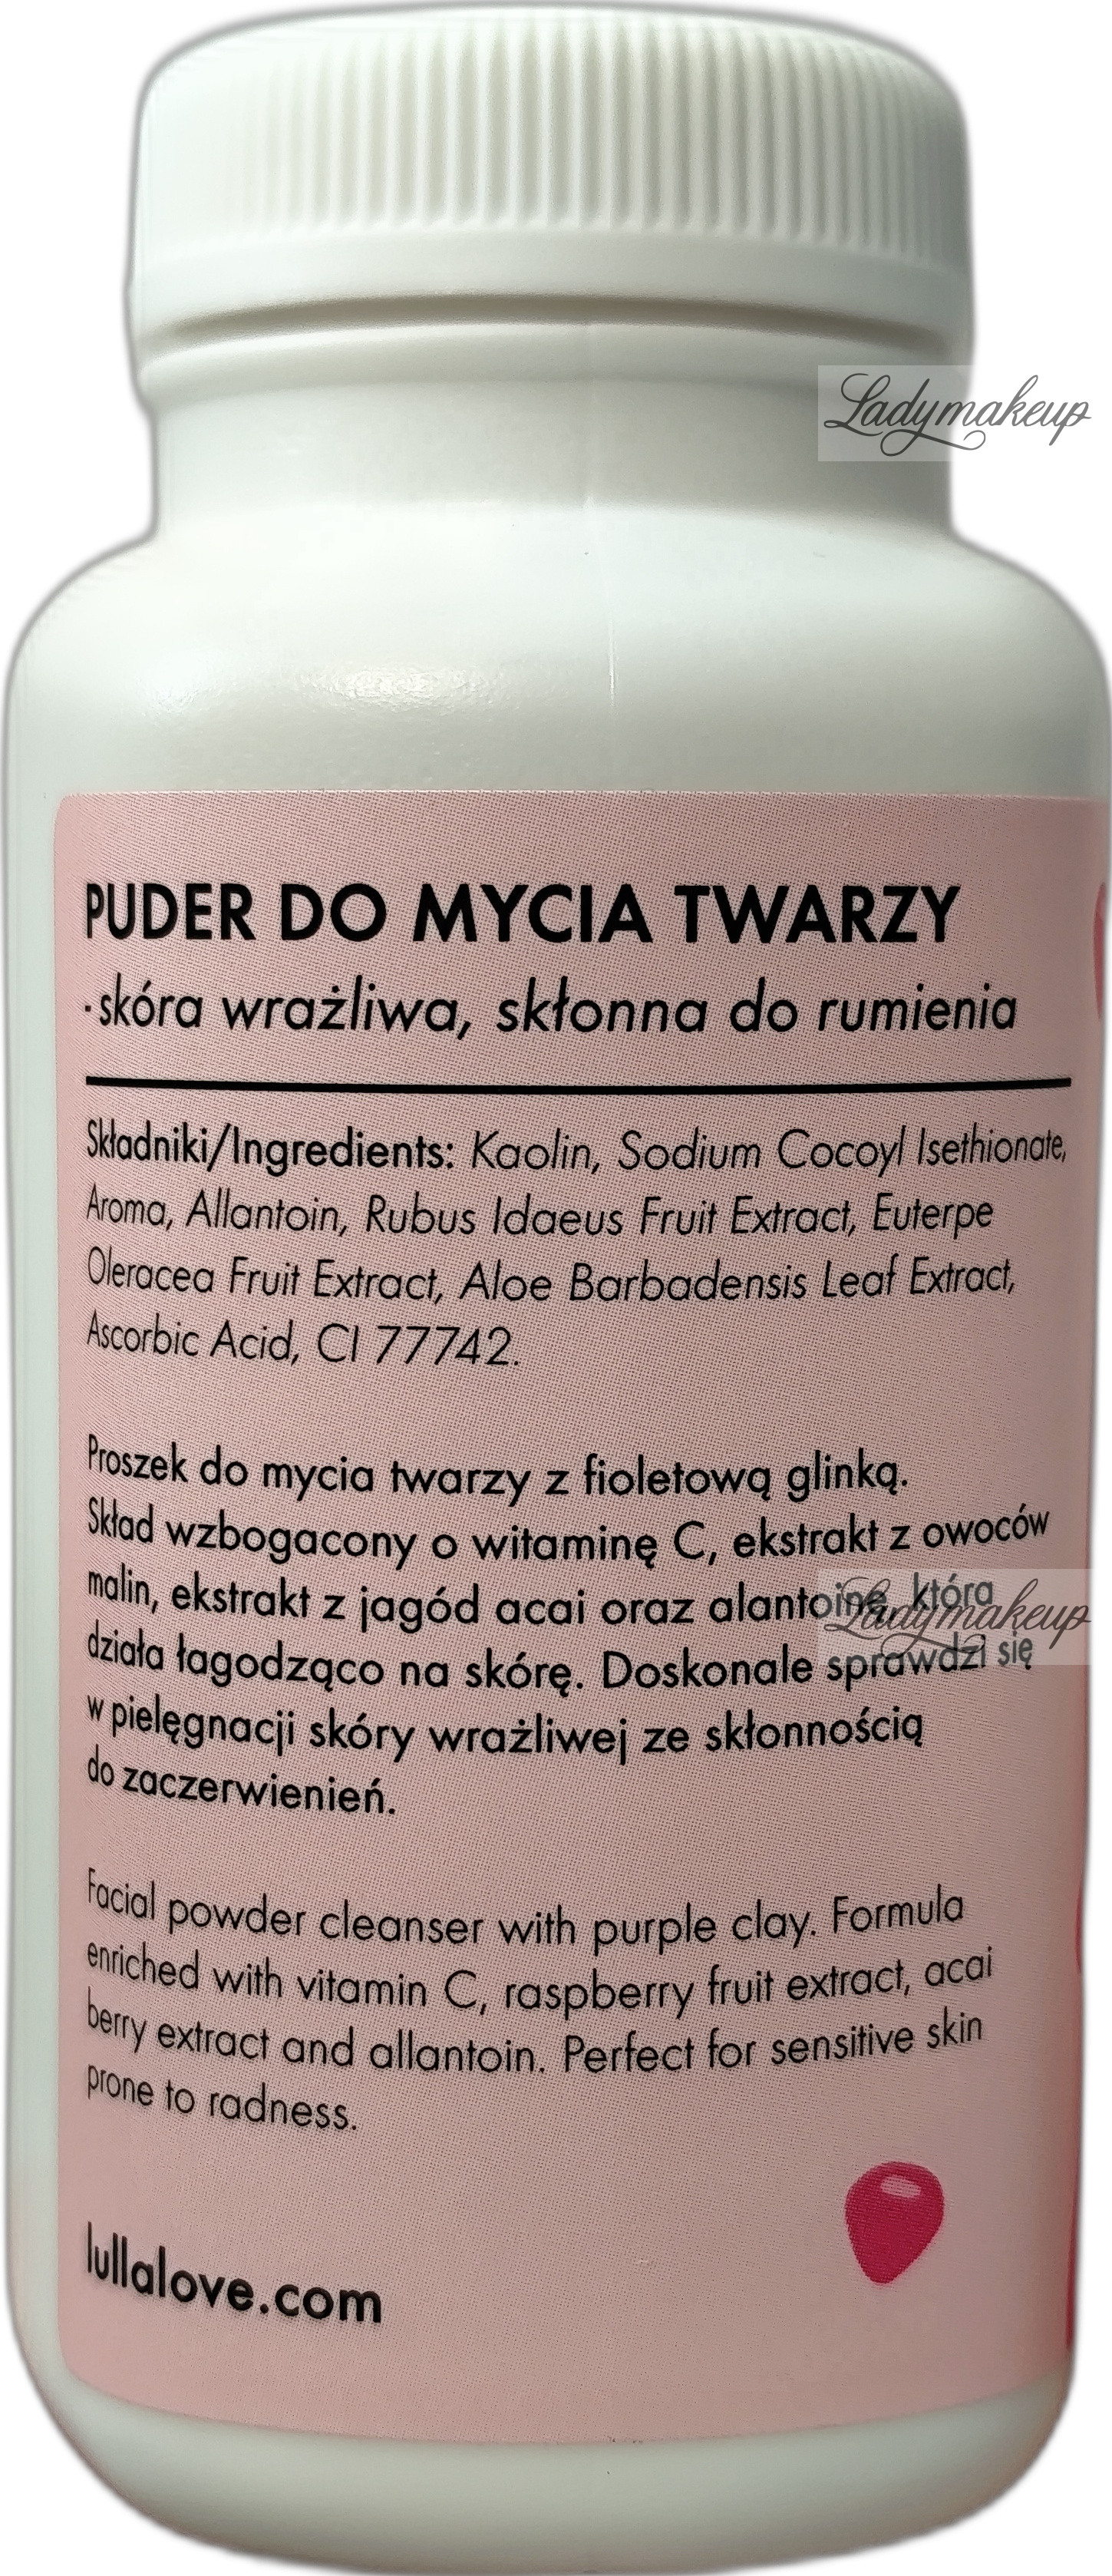 Ladymakeup
PUDER DO MYCIA TWARZY
· skóra wrażliwa, skłonna do rumienia
Składniki/Ingredients: Kaolin, Sodium Cocoyl Isethionate,
Aroma, Allantoin, Rubus Idaeus Fruit Extract, Euterpe
Oleracea Fruit Extract, Aloe Barbadensis Leaf Extract,
Ascorbic Acid, CI 77742.
Proszek do mycia twarzy z fioletową glinką.
Skład wzbogacony o witaminę C, ekstrakt z owoców
malin, ekstrakt z jagód acai oraz alantoinę, która
Ladymakeup
działa łagodząco na skórę. Doskonale sprawdzi się
w pielęgnacji skóry wrażliwej ze skłonnością
do zaczerwienień.
Facial powder cleanser with purple clay. Formula
enriched with vitamin C, raspberry fruit extract, acai
berry extract and allantoin. Perfect for sensitive skin
prone to radness.
lullalove.com